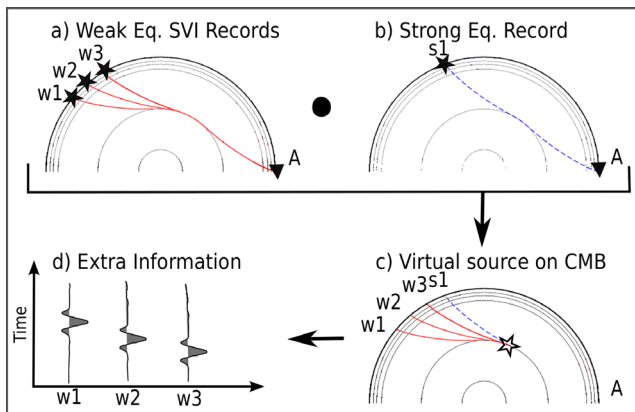 a) Weak Eq. SVI Records
b) Strong Eq. Record
w3
w2
w1
A
s1
A
d) Extra Information
c) Virtual source on CMB
Time
w1
w2
w3
w3
s1
w2
w1